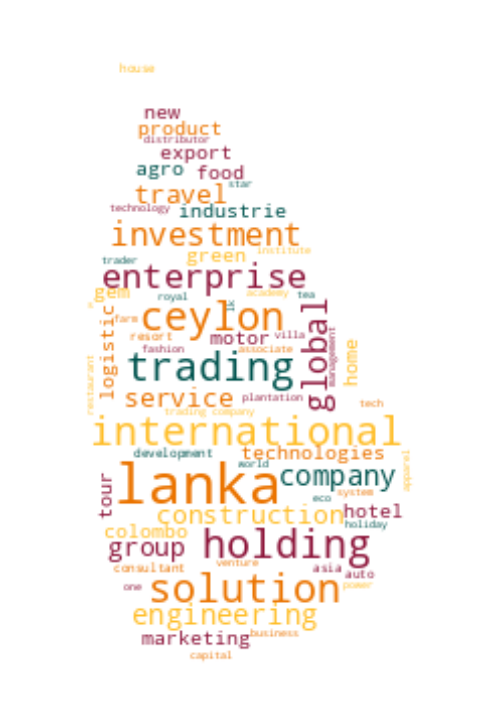 house
new
product
distributor
export
agro food
star
travel
technology industrie
investment
institute
green
trader
enterprise
gem royal academy tea
lk
ceylon
farm
logistic
global
resort motor villa
management
fashion associate
home
trading
restaurant
service plantation
tech
trading company
international
development technologies
world
apparel
lanka company
tour
eco system
construction hotel
holiday
colombo
group holding
venture
consultant asia auto
one solution power
engineering
business
marketing
capital